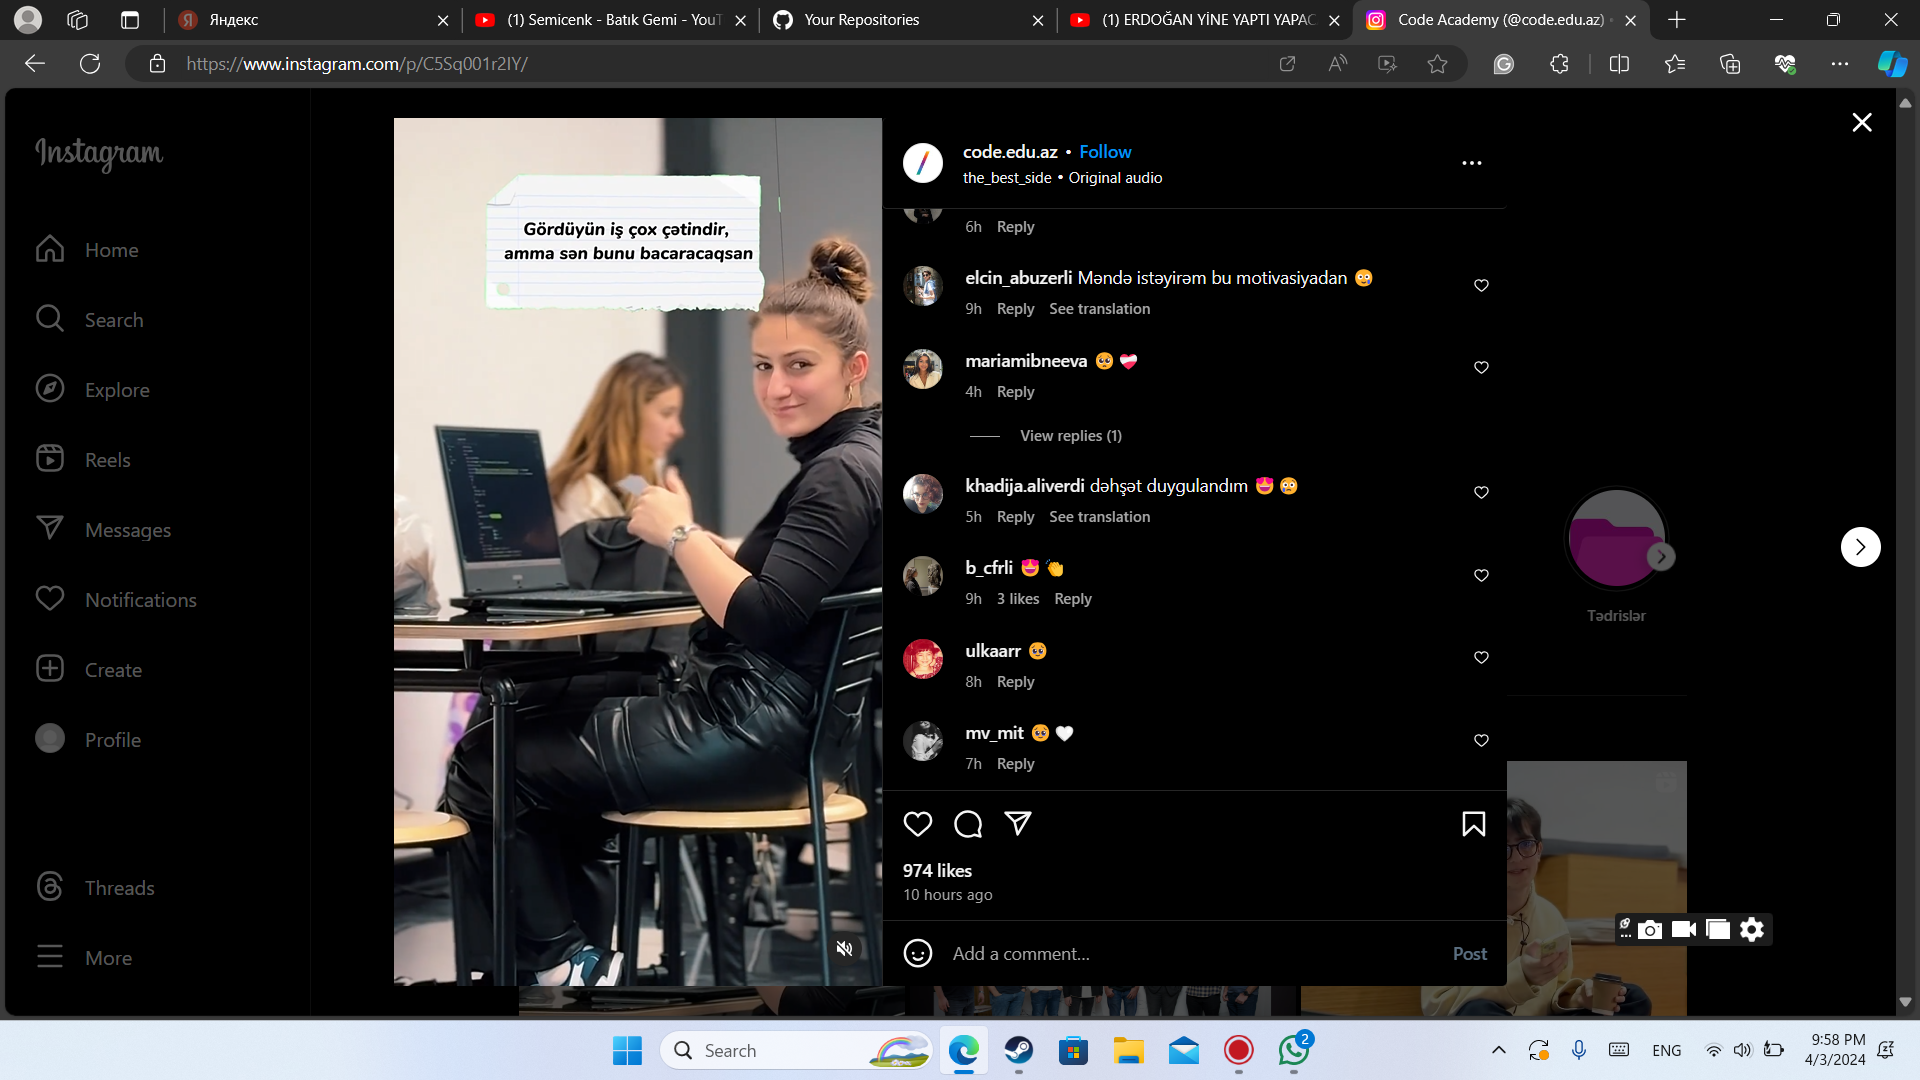 Яндекс
(1) Semicenk - Batık Gemi - YouT
Your Repositories
(1) ERDOĞAN YİNE YAPTI YAPAC
Code Academy (@code.edu.az) •
https://www.instagram.com/p/C5Sq001r2IY/
Instagram
Home
Search
Explore
Reels
Messages
Notifications
Create
Profile
Threads
More
Gördüyün iş çox çətindir,
amma sən bunu bacaracaqsan
code.edu.az • Follow
the_best_side • Original audio
6h Reply
elcin_abuzerli Məndə istəyirəm bu motivasiyadan 😳
9h Reply See translation
mariamibneeva 🥺 ❤️‍🩹
4h Reply
View replies (1)
khadija.aliverdi dəhşət duygulandım 😍 😢
5h Reply See translation
b_cfrli 😍 👏
9h 3 likes Reply
ulkaarr 🥺
8h Reply
mv_mit 🥺 🤍
7h Reply
974 likes
10 hours ago
Add a comment...
Post
Tədrislər
Search
2
ENG
9:58 PM
4/3/2024